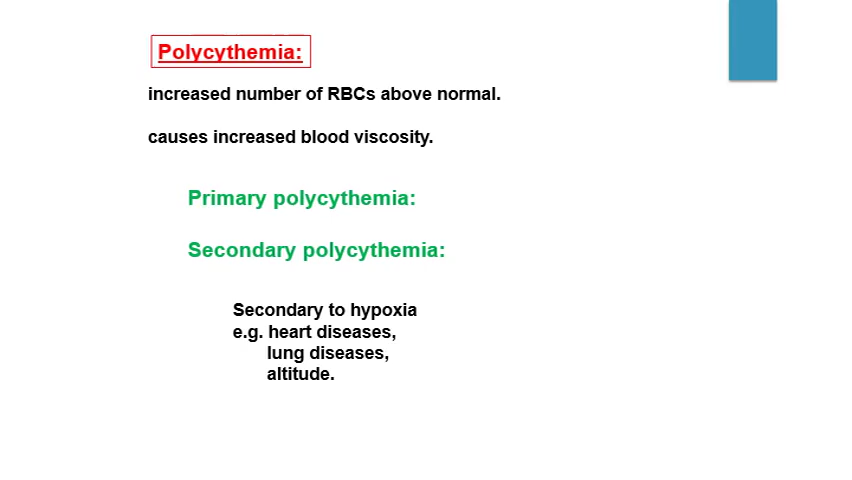 Polycythemia:
increased number of RBCs above normal.
causes increased blood viscosity.
Primary polycythemia:
Secondary polycythemia:
Secondary to hypoxia
e.g. heart diseases,
lung diseases,
altitude.